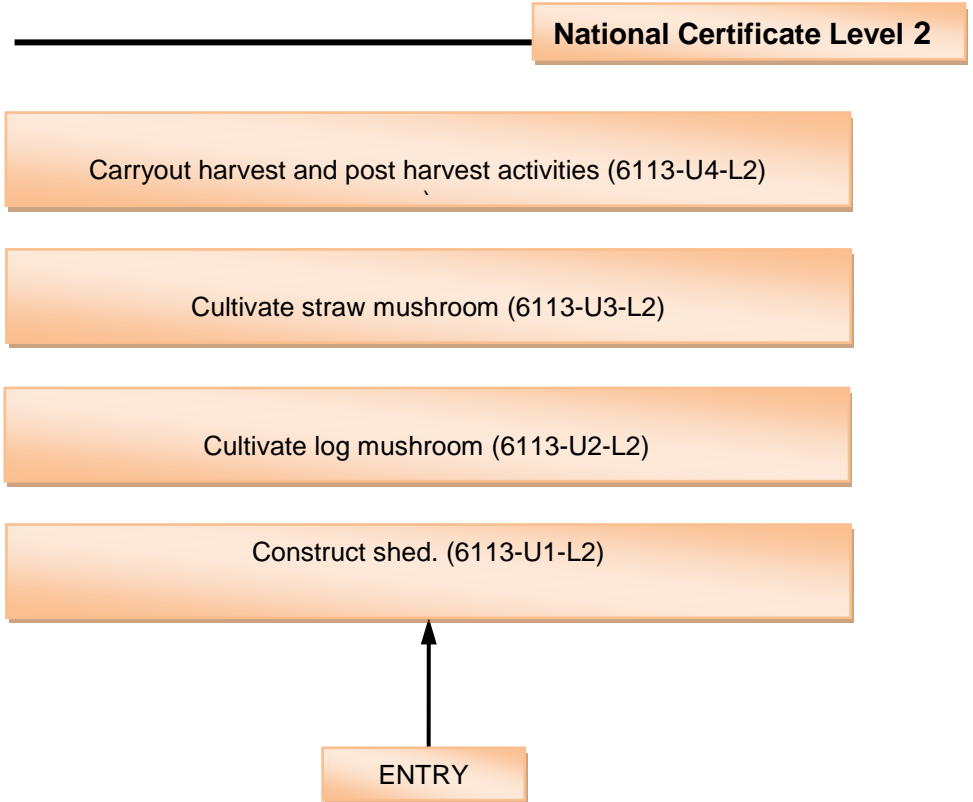 National Certificate Level 2
Carryout harvest and post harvest activities (6113-U4-L2)
`
Cultivate straw mushroom (6113-U3-L2)
Cultivate log mushroom (6113-U2-L2)
Construct shed. (6113-U1-L2)
ENTRY